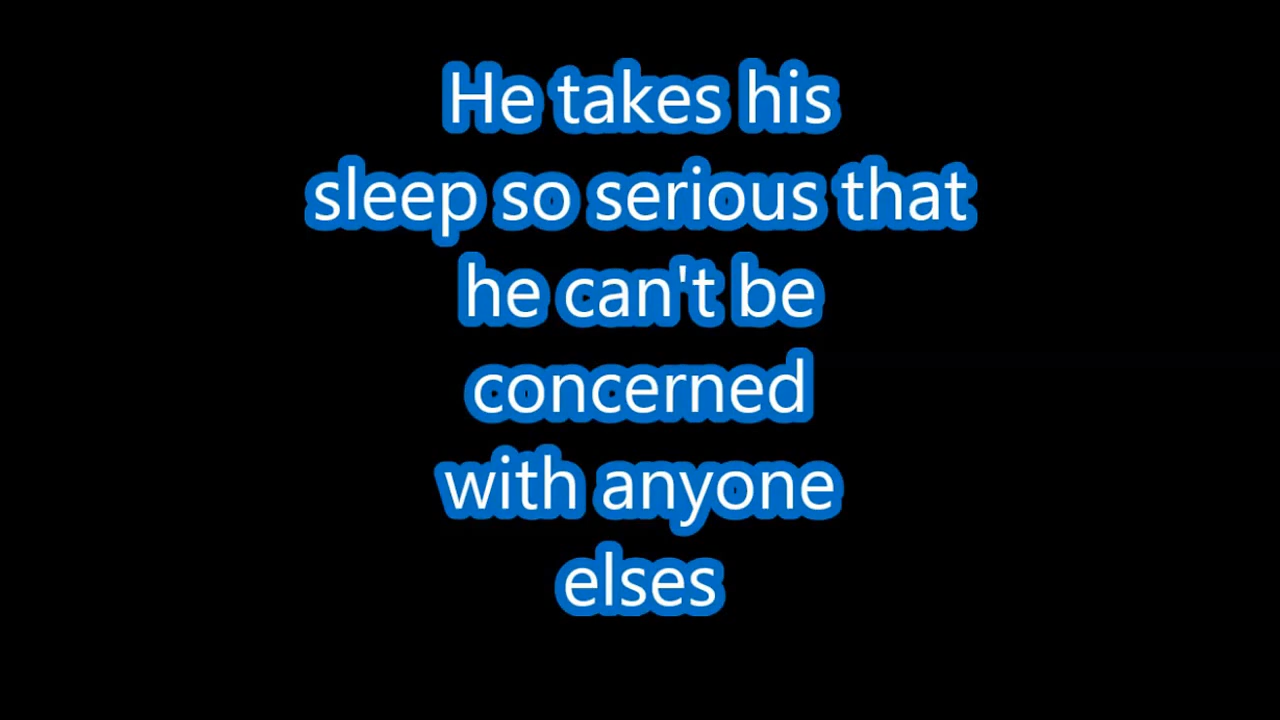 He takes his
sleep so serious that
he can't be
concerned
with anyone
elses